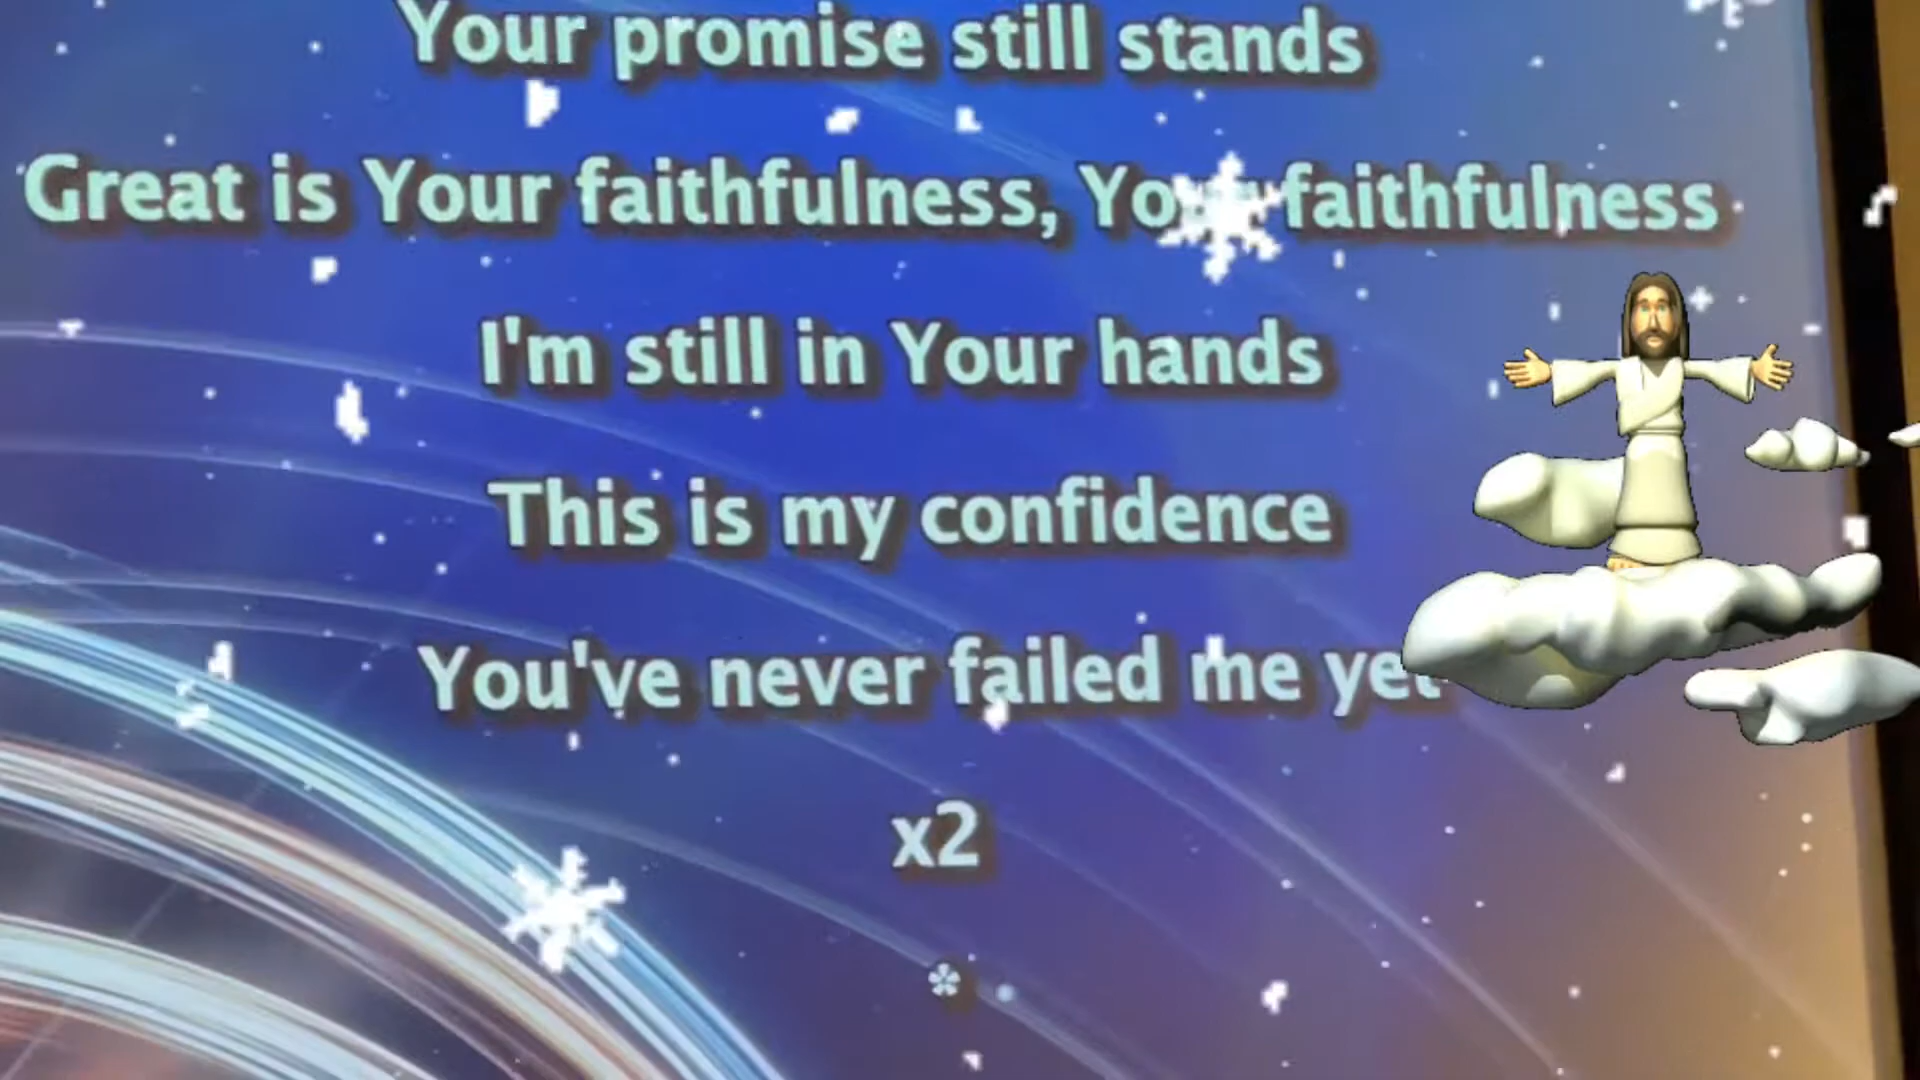 Your promise still stands
Great is Your faithfulness, Your faithfulness
I'm still in Your hands
This is my confidence
You've never failed me yet
x2
*